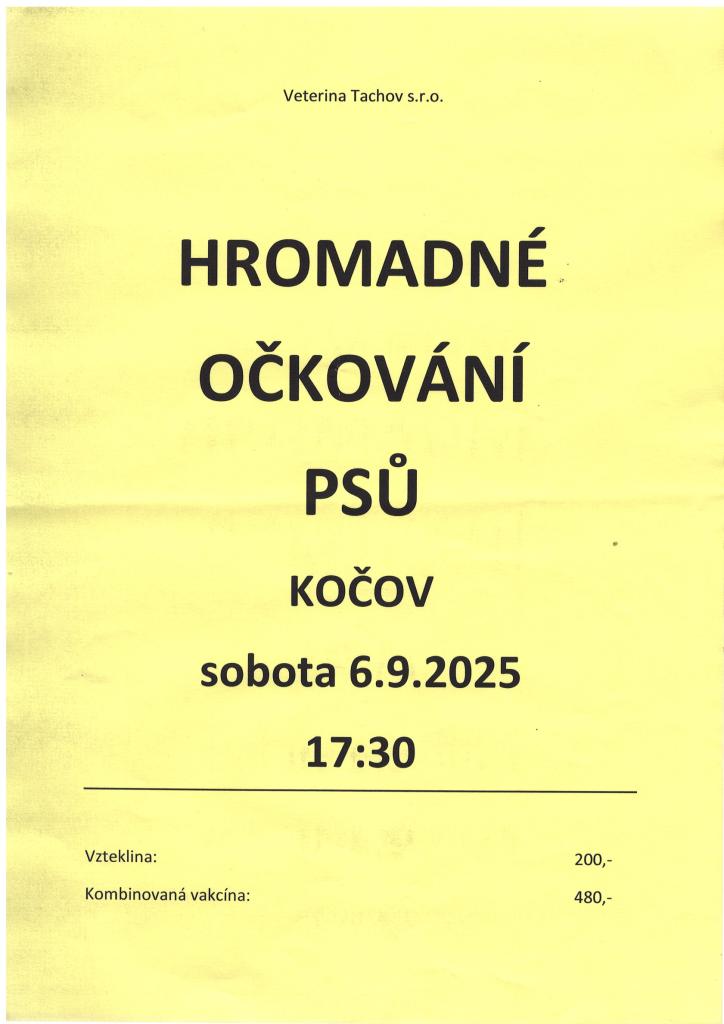 Veterina Tachov s.r.o.
HROMADNÉ
OČKOVÁNÍ
PSŮ
KOČOV
sobota 6.9.2025
17:30
Vzteklina: 200,-
Kombinovaná vakcína: 480,-